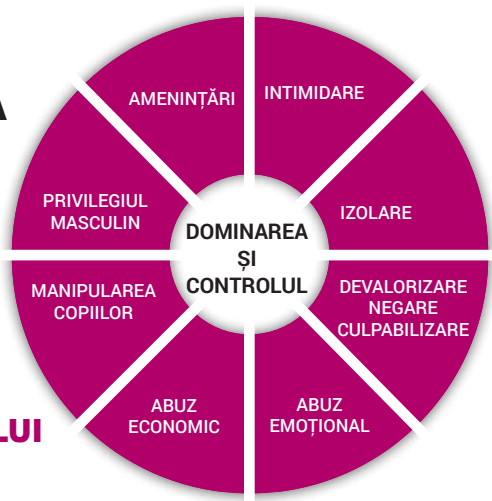 A
AMENINȚĂRI
INTIMIDARE
PRIVILEGIUL
MASCULIN
IZOLARE
DOMINAREA
ȘI
CONTROLUL
MANIPULAREA
COPIILOR
DEVALORIZARE
NEGARE
CULPABILIZARE
ABUZ
ECONOMIC
ABUZ
EMOȚIONAL
LUI